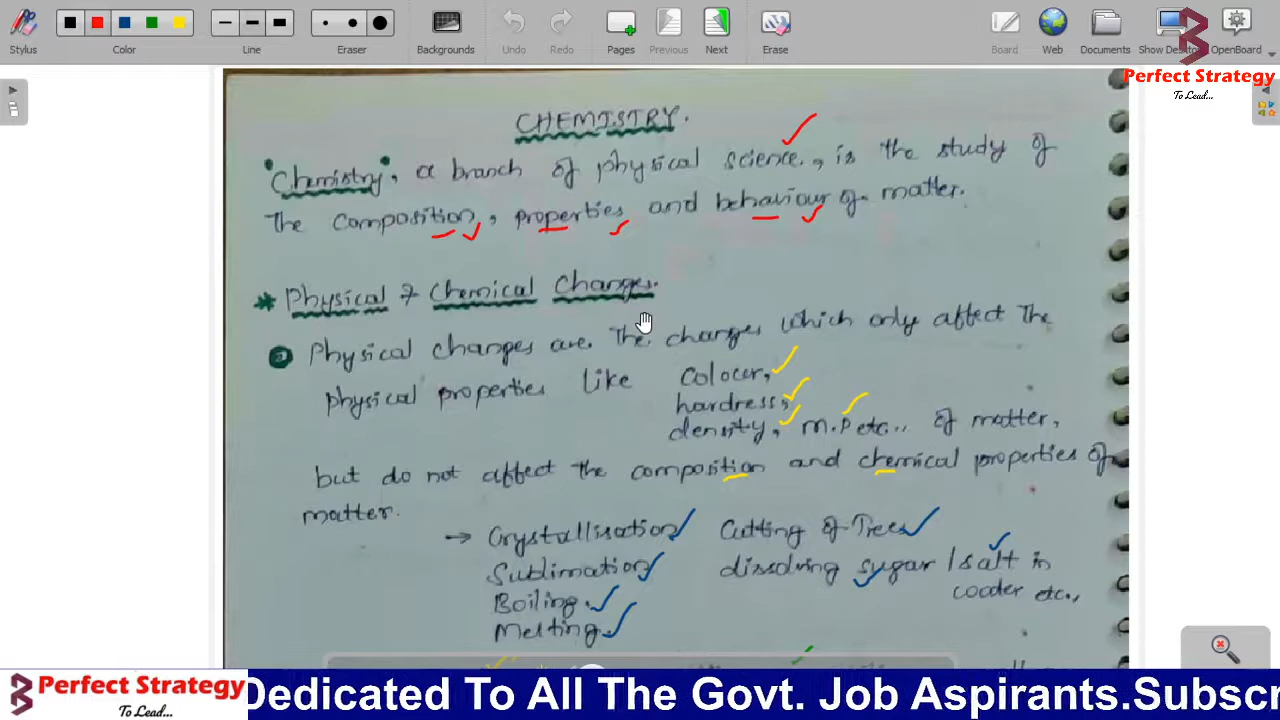 Stylus
Color
Line
Eraser
Backgrounds
Undo
Redo
Pages
Previous
Next
Erase
Board
Web
Documents
Show Deskt
OpenBoard
Perfect Strategy
To Lead...
CHEMISTRY.
"Chemistry", a branch of physical science, is the study of
the composition, properties and behaviour of matter.
* Physical & Chemical Changes.
Physical changes are the changes which only affect the
physical properties like colour,
hardness,
density, m.p etc., of matter,
but do not affect the composition and chemical properties of
matter.
→ Crystallisation Cutting of Trees
Sublimation dissolving sugar / salt in
Boiling
Melting etc.,
Perfect Strategy
To Lead...
Dedicated To All The Govt. Job Aspirants.Subscr